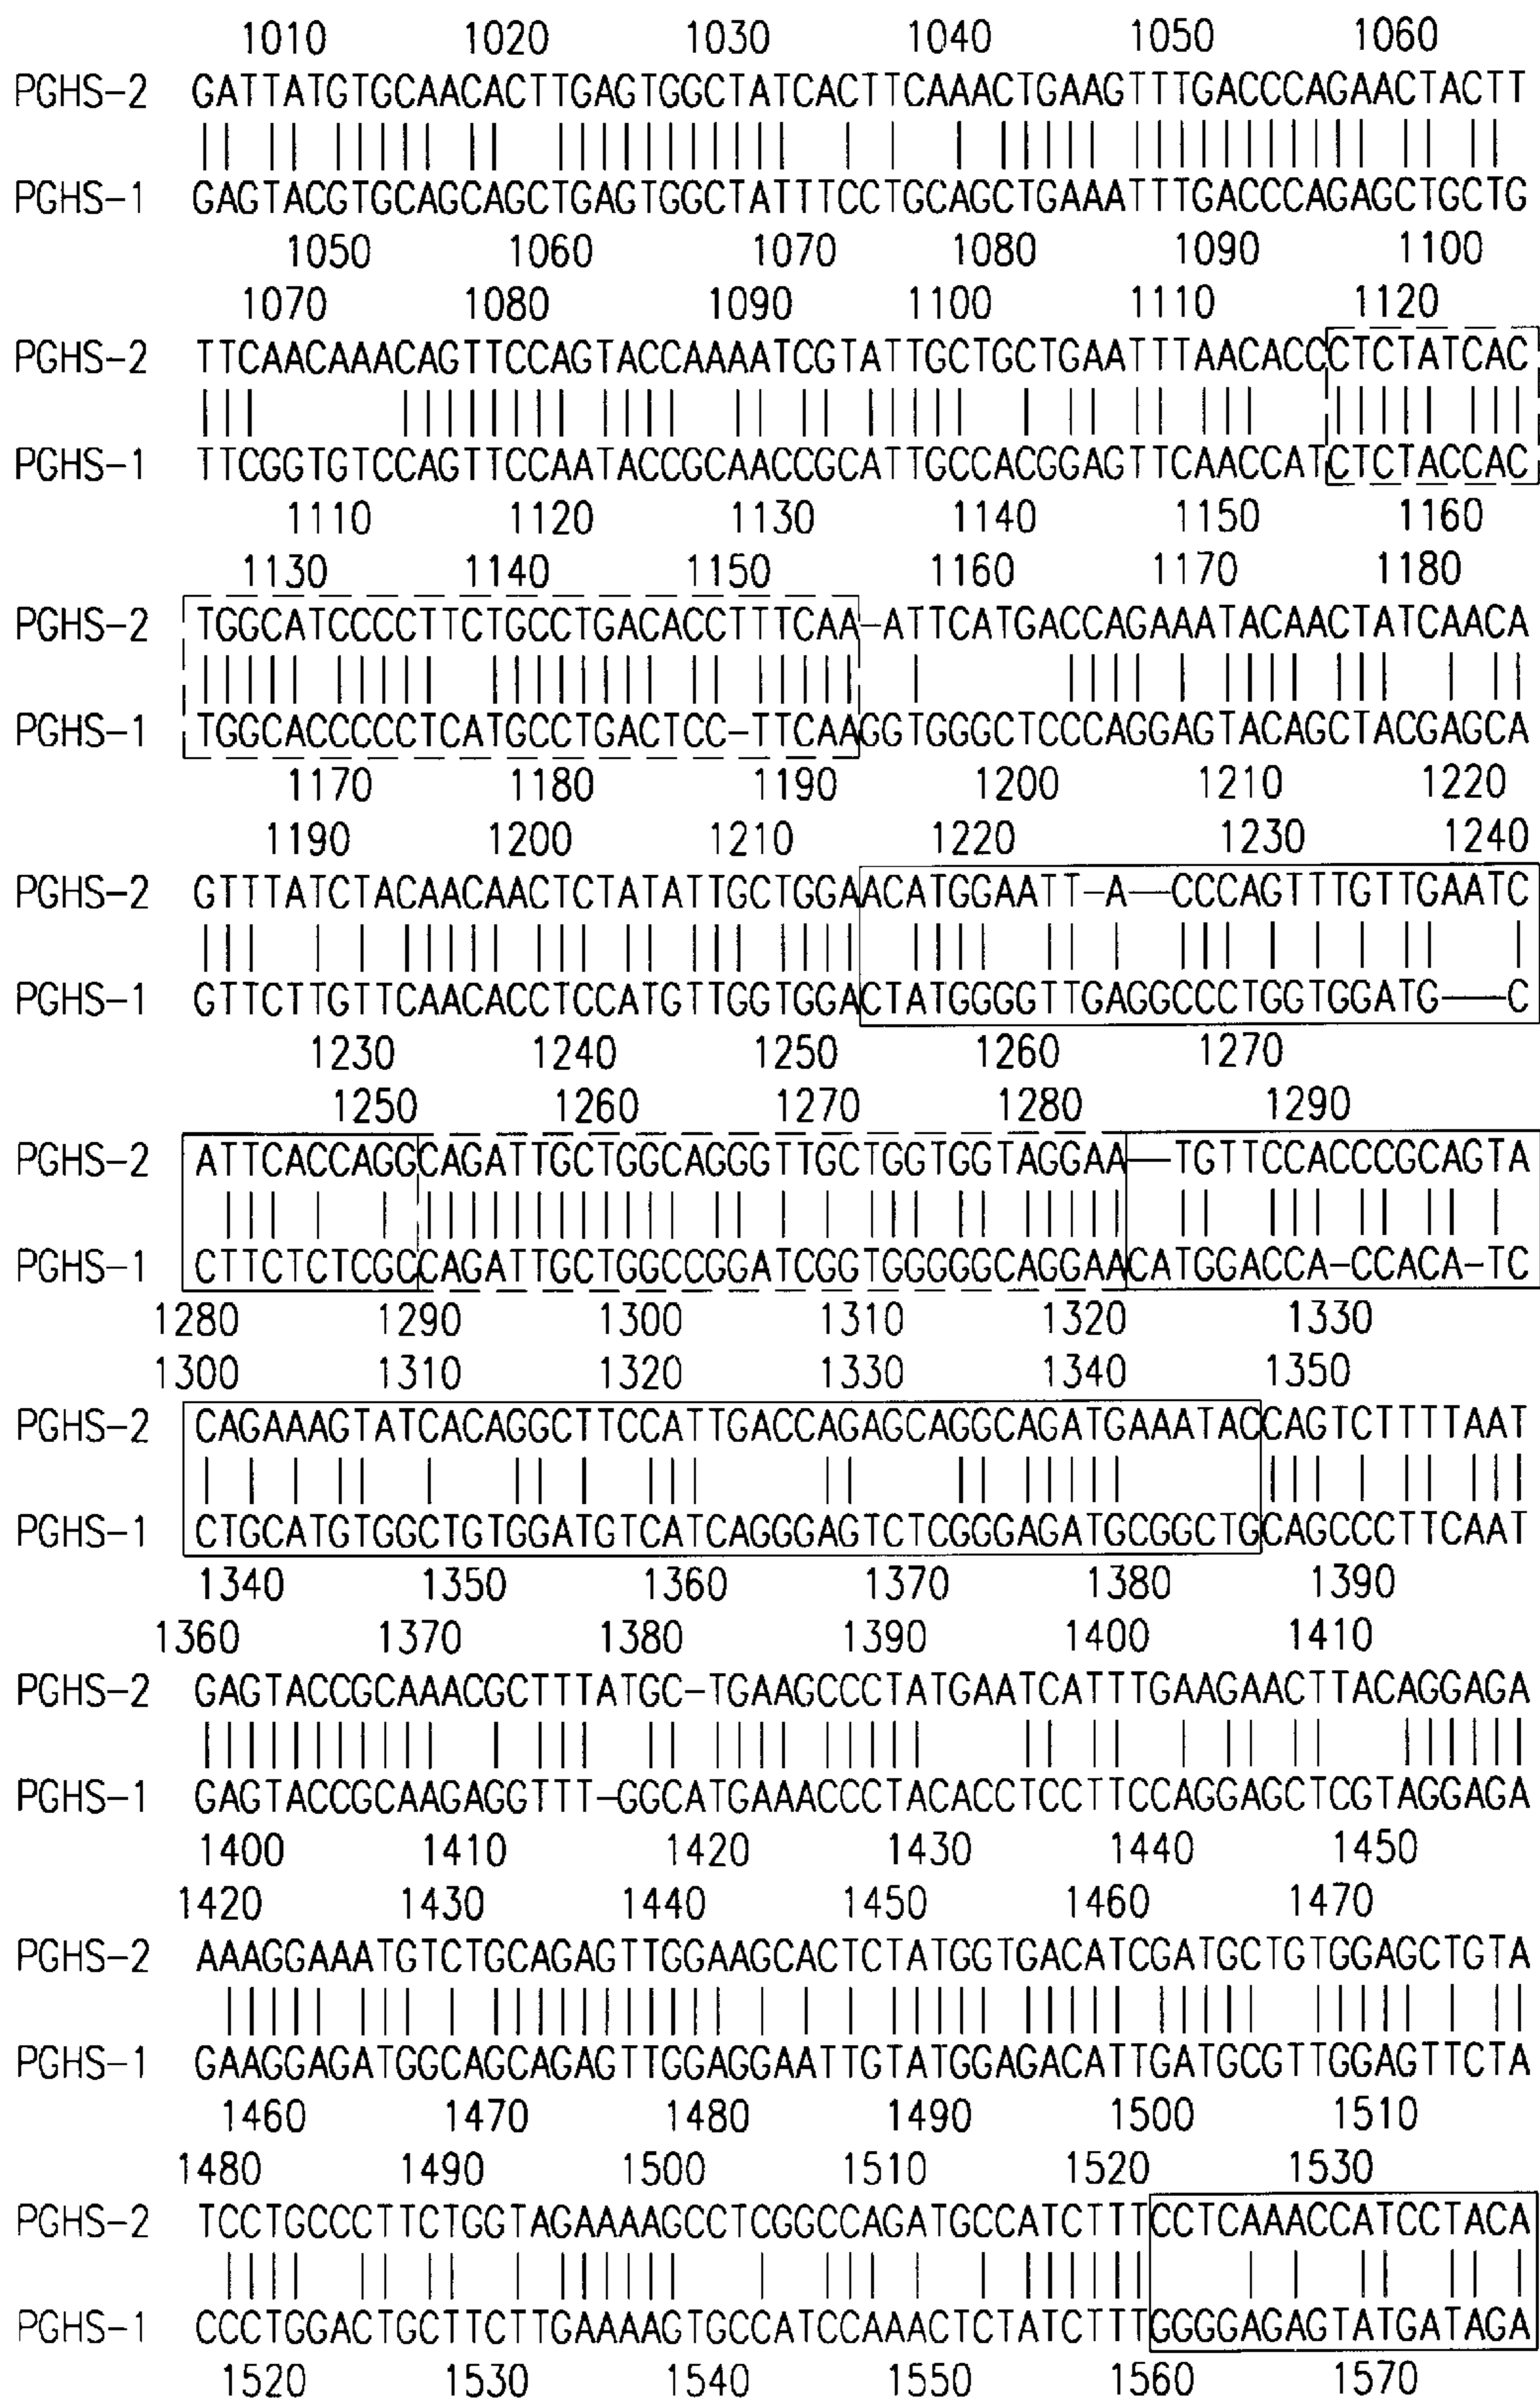 1010 1020 1030 1040 1050 1060
PGHS-2 GATTATGTGCAACACTTGAGTGGCTATCACTTCAAACTGAAGTTTGACCCAGAACTACTT
PGHS-1 GAGTACGTGCAGCAGCTGAGTGGCTATTTCCTGCAGCTGAAATTTGACCCAGAGCTGCTG
1050 1060 1070 1080 1090 1100
1070 1080 1090 1100 1110 1120
PGHS-2 TTCAACAAACAGTTCCAGTACCAAAATCGTATTGCTGCTGAATTTAACACCCTCTATCAC
PGHS-1 TTCGGTGTCCAGTTCCAATACCGCAACCGCATTGCCACGGAGTTCAACCATCTCTACCAC
1110 1120 1130 1140 1150 1160
1130 1140 1150 1160 1170 1180
PGHS-2 TGGCATCCCCTTCTGCCTGACACCTTTCAA-ATTCATGACCAGAAATACAACTATCAACA
PGHS-1 TGGCACCCCCTCATGCCTGACTCC-TTCAAGGTGGGCTCCCAGGAGTACAGCTACGAGCA
1170 1180 1190 1200 1210 1220
1190 1200 1210 1220 1230 1240
PGHS-2 GTTTATCTACAACAACTCTATATTGCTGGAACATGGAATT-A—CCCAGTTTGTTGAATC
PGHS-1 GTTCTTGTTCAACACCTCCATGTTGGTGGACTATGGGGTTGAGGCCCTGGTGGATG—C
1230 1240 1250 1260 1270
1250 1260 1270 1280 1290
PGHS-2 ATTCACCAGGCAGATTGCTGGCAGGGTTGCTGGTGGTAGGAA—TGTTCCACCCGCAGTA
PGHS-1 CTTCTCTCGCCAGATTGCTGGCCGGATCGGTGGGGGCAGGAACATGGACCA-CCACA-TC
1280 1290 1300 1310 1320 1330
1300 1310 1320 1330 1340 1350
PGHS-2 CAGAAAGTATCACAGGCTTCCATTGACCAGAGCAGGCAGATGAAATACCAGTCTTTTAAT
PGHS-1 CTGCATGTGGCTGTGGATGTCATCAGGGAGTCTCGGGAGATGCGGCTGCAGCCCTTCAAT
1340 1350 1360 1370 1380 1390
1360 1370 1380 1390 1400 1410
PGHS-2 GAGTACCGCAAACGCTTTATGC-TGAAGCCCTATGAATCATTTGAAGAACTTACAGGAGA
PGHS-1 GAGTACCGCAAGAGGTTT-GGCATGAAACCCTACACCTCCTTCCAGGAGCTCGTAGGAGA
1400 1410 1420 1430 1440 1450
1420 1430 1440 1450 1460 1470
PGHS-2 AAAGGAAATGTCTGCAGAGTTGGAAGCACTCTATGGTGACATCGATGCTGTGGAGCTGTA
PGHS-1 GAAGGAGATGGCAGCAGAGTTGGAGGAATTGTATGGAGACATTGATGCGTTGGAGTTCTA
1460 1470 1480 1490 1500 1510
1480 1490 1500 1510 1520 1530
PGHS-2 TCCTGCCCTTCTGGTAGAAAAGCCTCGGCCAGATGCCATCTTTCCTCAAACCATCCTACA
PGHS-1 CCCTGGACTGCTTCTTGAAAAGTGCCATCCAAACTCTATCTTTGGGGAGAGTATGATAGA
1520 1530 1540 1550 1560 1570